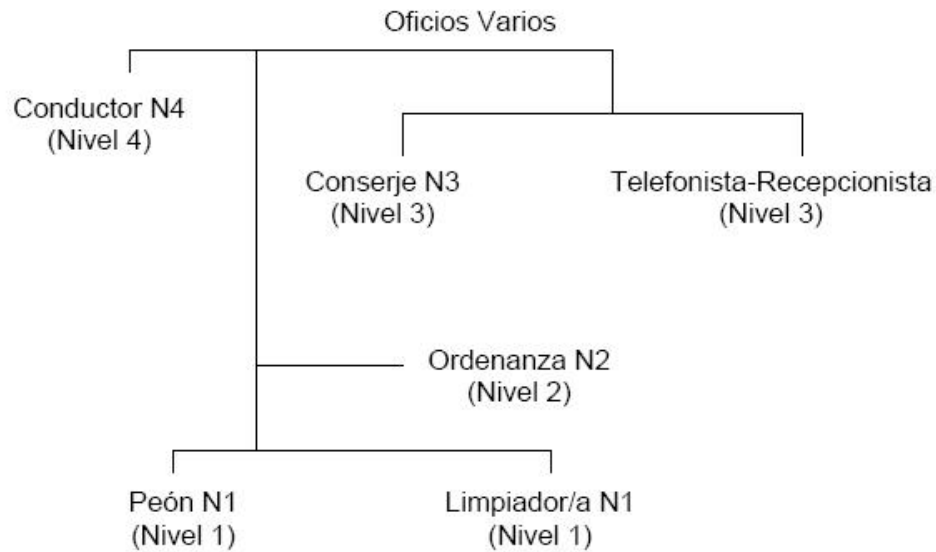 Oficios Varios
Conductor N4
(Nivel 4)
Conserje N3
(Nivel 3)
Telefonista-Recepcionista
(Nivel 3)
Ordenanza N2
(Nivel 2)
Peón N1
(Nivel 1)
Limpiador/a N1
(Nivel 1)